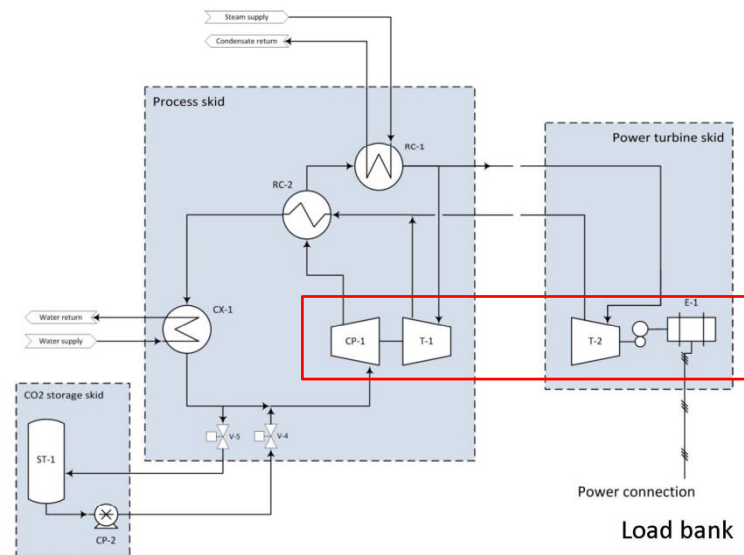 Steam supply
Condensate return
Process skid
Power turbine skid
RC-1
RC-2
CX-1
E-1
Water return
Water supply
CP-1
T-1
T-2
CO2 storage skid
V-5
V-4
ST-1
CP-2
Power connection
Load bank